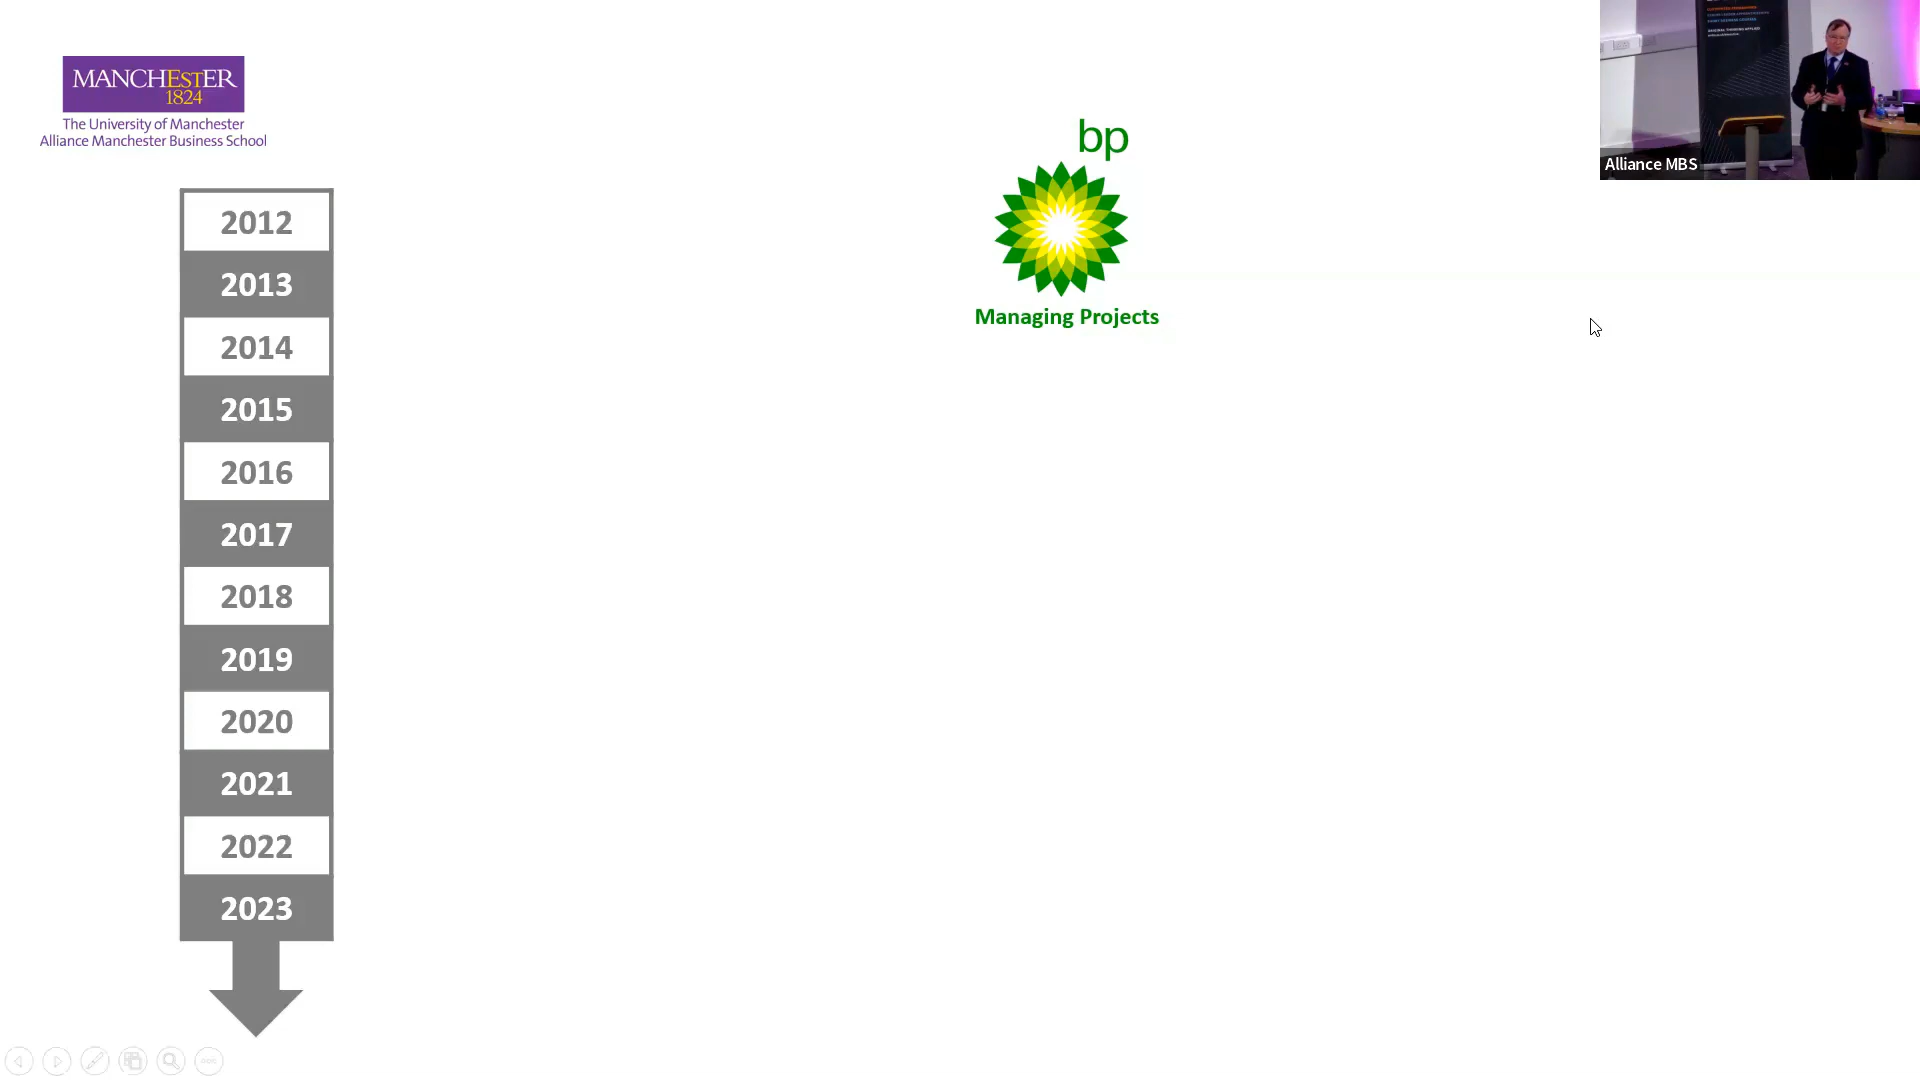 MANCHESTER
1824
The University of Manchester
Alliance Manchester Business School
bp
Managing Projects
2012
2013
2014
2015
2016
2017
2018
2019
2020
2021
2022
2023
Alliance MBS